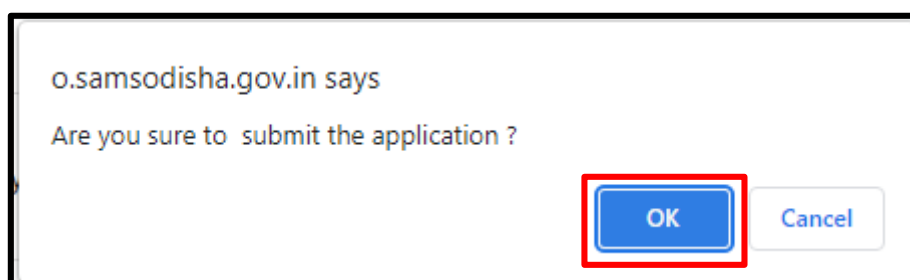 o.samsodisha.gov.in says
Are you sure to  submit the application ?
OK
Cancel